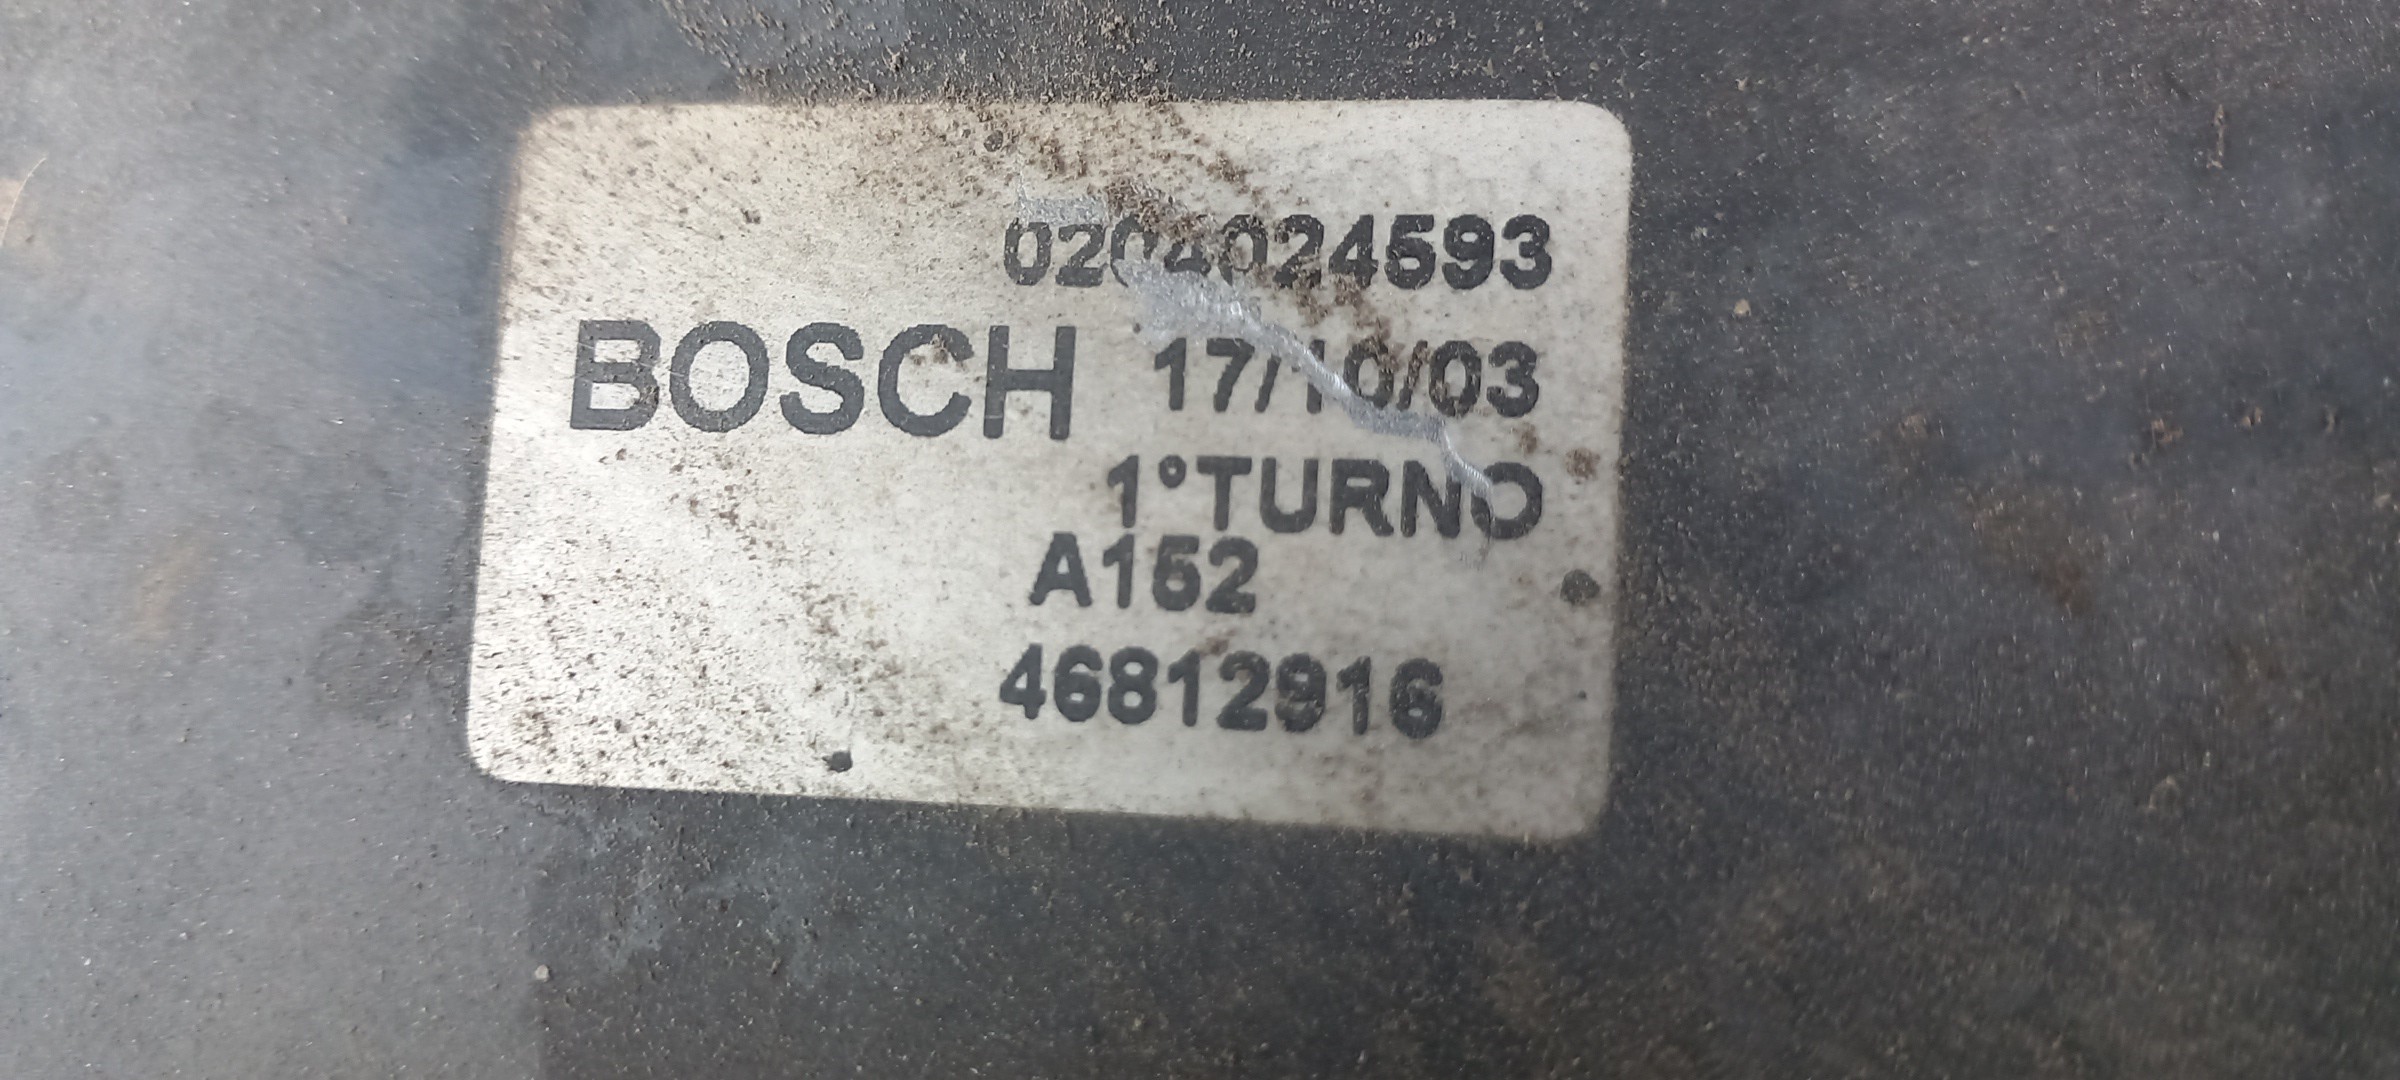 0204024593
BOSCH 17/10/03
1°TURNO
A152
46812916